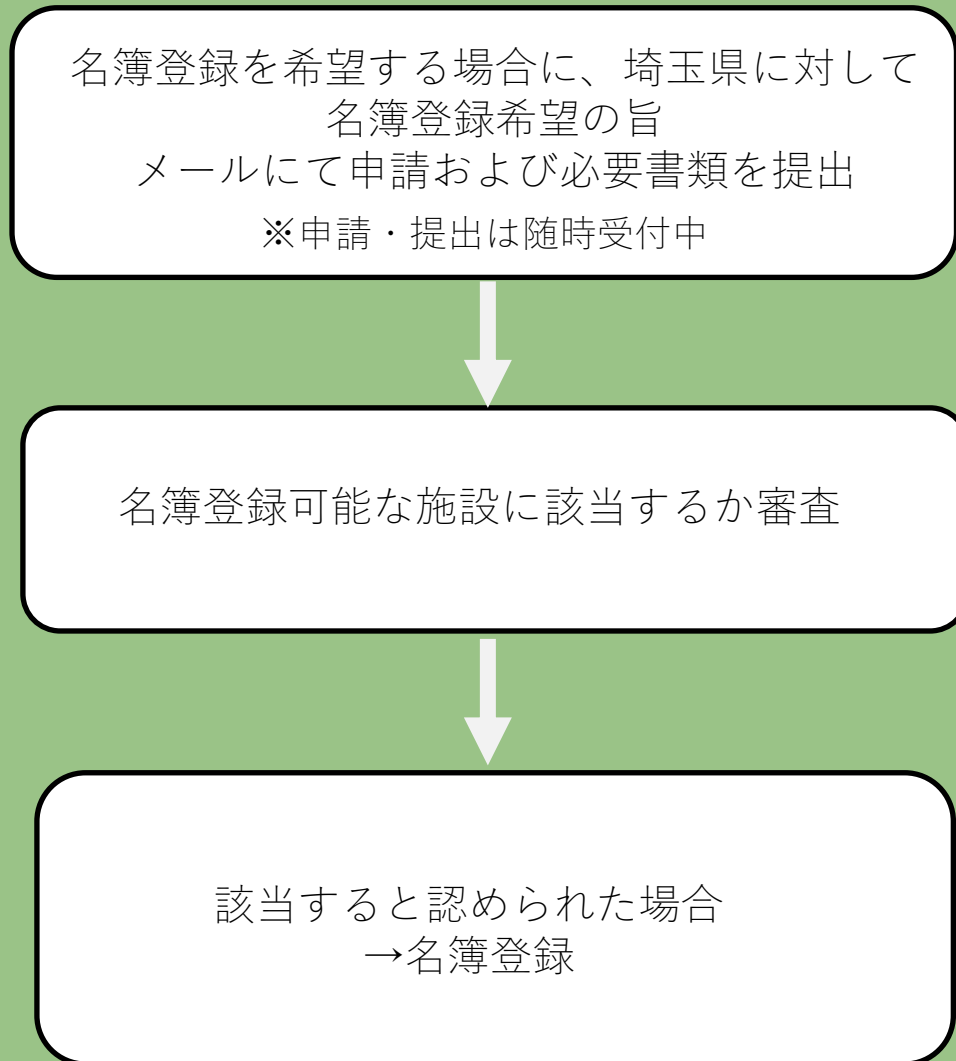 名簿登録を希望する場合に、埼玉県に対して
名簿登録希望の旨
メールにて申請および必要書類を提出
※申請・提出は随時受付中
名簿登録可能な施設に該当するか審査
該当すると認められた場合
→名簿登録